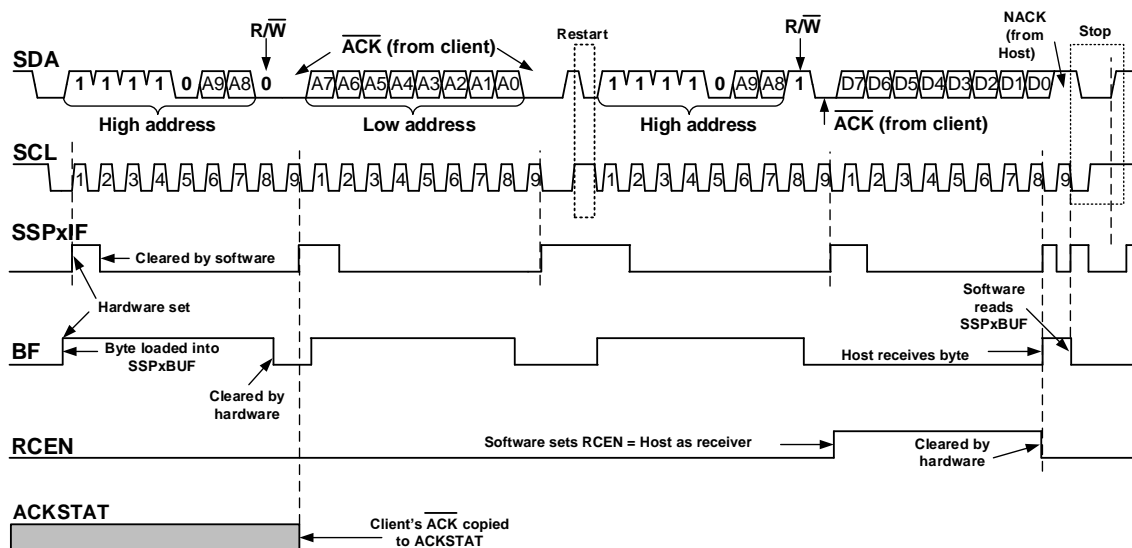 R/W̅
A̅C̅K̅ (from client)
Restart
R/W̅
NACK
(from
Host)
Stop
SDA
1 1 1 1 0 A9 A8 0 A7 A6 A5 A4 A3 A2 A1 A0 1 1 1 1 0 A9 A8 1 D7 D6 D5 D4 D3 D2 D1 D0
High address
Low address
High address
A̅C̅K̅ (from client)
SCL
1 2 3 4 5 6 7 8 9 1 2 3 4 5 6 7 8 9 1 2 3 4 5 6 7 8 9 1 2 3 4 5 6 7 8 9
SSPxIF
Cleared by software
Hardware set
Software
reads
SSPxBUF
BF
Byte loaded into
SSPxBUF
Host receives byte
Cleared by
hardware
RCEN
Software sets RCEN = Host as receiver
Cleared by
hardware
ACKSTAT
Client's A̅C̅K̅ copied
to ACKSTAT